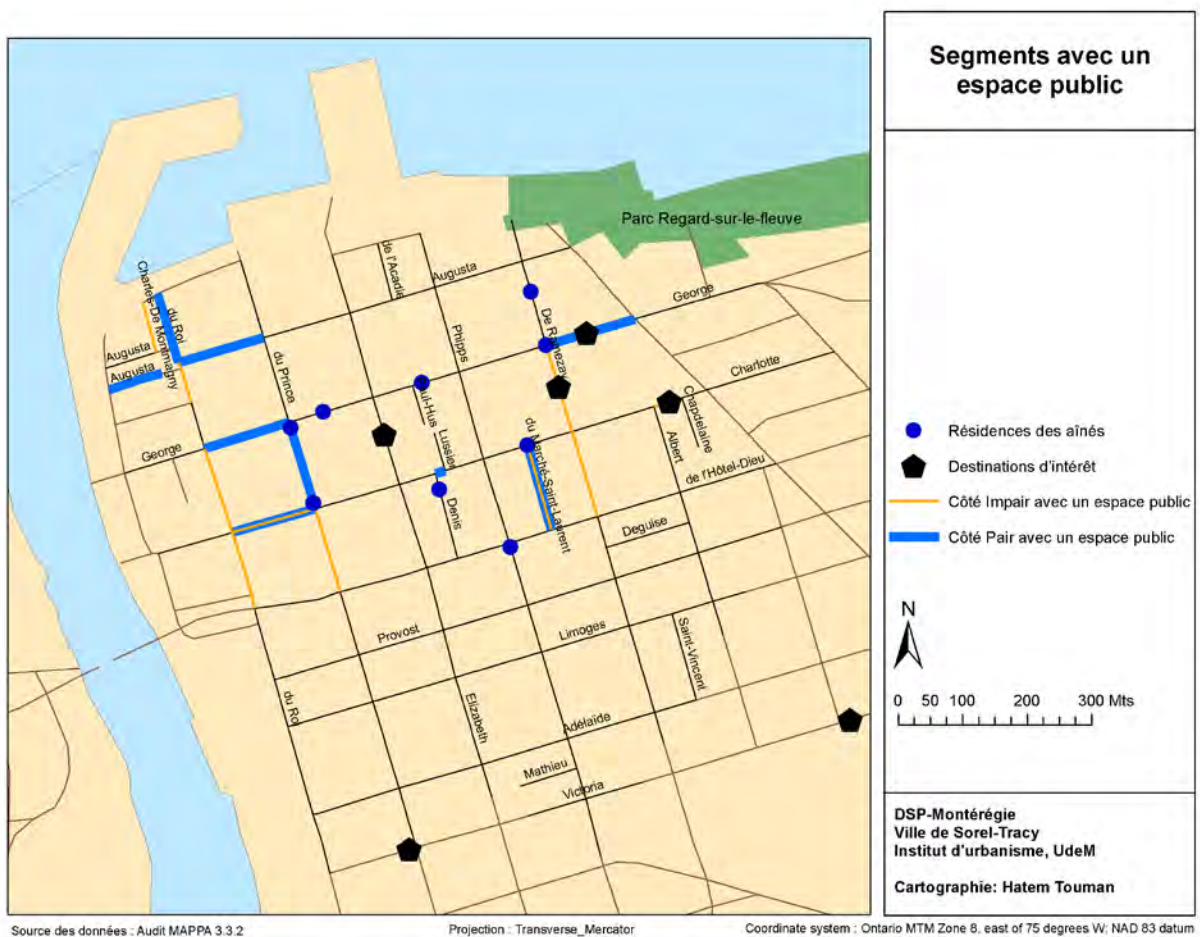 Segments avec un
espace public
Parc Regard-sur-le-fleuve
de l'Acadie
Augusta
Charles-De Montmagny
du Roi
George
De Ramezay
Phipps
Augusta
Augusta
du Prince
Charlotte
Chapdelaine
Lussier
du Marché-Saint-Laurent
Albert
George
de l'Hôtel-Dieu
Denis
Deguise
Provost
Limoges
Saint-Vincent
du Roi
Elizabeth
Adélaïde
Mathieu
Victoria
Résidences des aînés
Destinations d'intérêt
Côté Impair avec un espace public
Côté Pair avec un espace public
N
0 50 100 200 300 Mts
DSP-Montérégie
Ville de Sorel-Tracy
Institut d'urbanisme, UdeM
Cartographie: Hatem Touman
Source des données : Audit MAPPA 3.3.2
Projection : Transverse_Mercator
Coordinate system : Ontario MTM Zone 8, east of 75 degrees W; NAD 83 datum